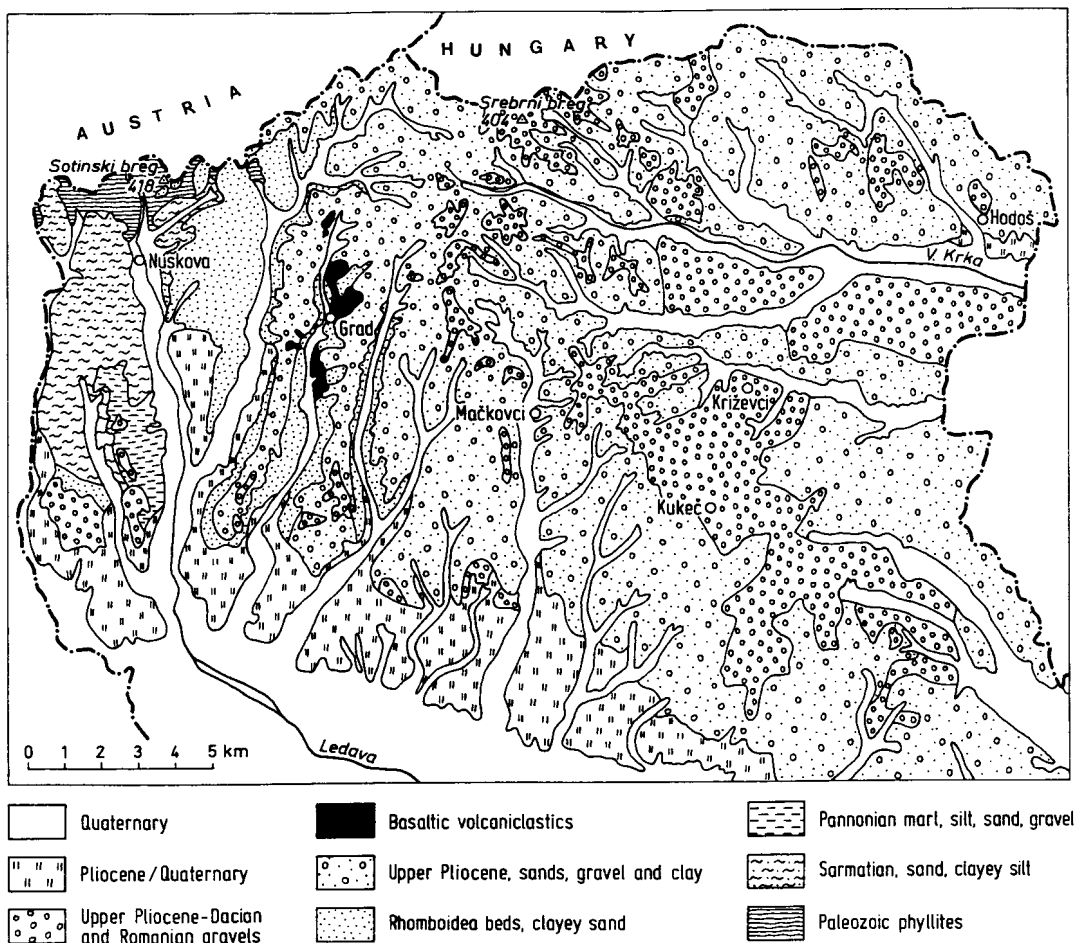 HUNGARY
AUSTRIA
Srebrni breg
404
Sotinski breg
418
Hodoš
Nuskova
V. Krka
Grad
Križevci
Mačkovci
Kukeč
0 1 2 3 4 5 km
Ledava
Quaternary
Basaltic volcaniclastics
Pannonian marl, silt, sand, gravel
Pliocene/Quaternary
Upper Pliocene, sands, gravel and clay
Sarmatian, sand, clayey silt
Upper Pliocene-Dacian
and Romanian gravels
Rhomboidea beds, clayey sand
Paleozoic phyllites